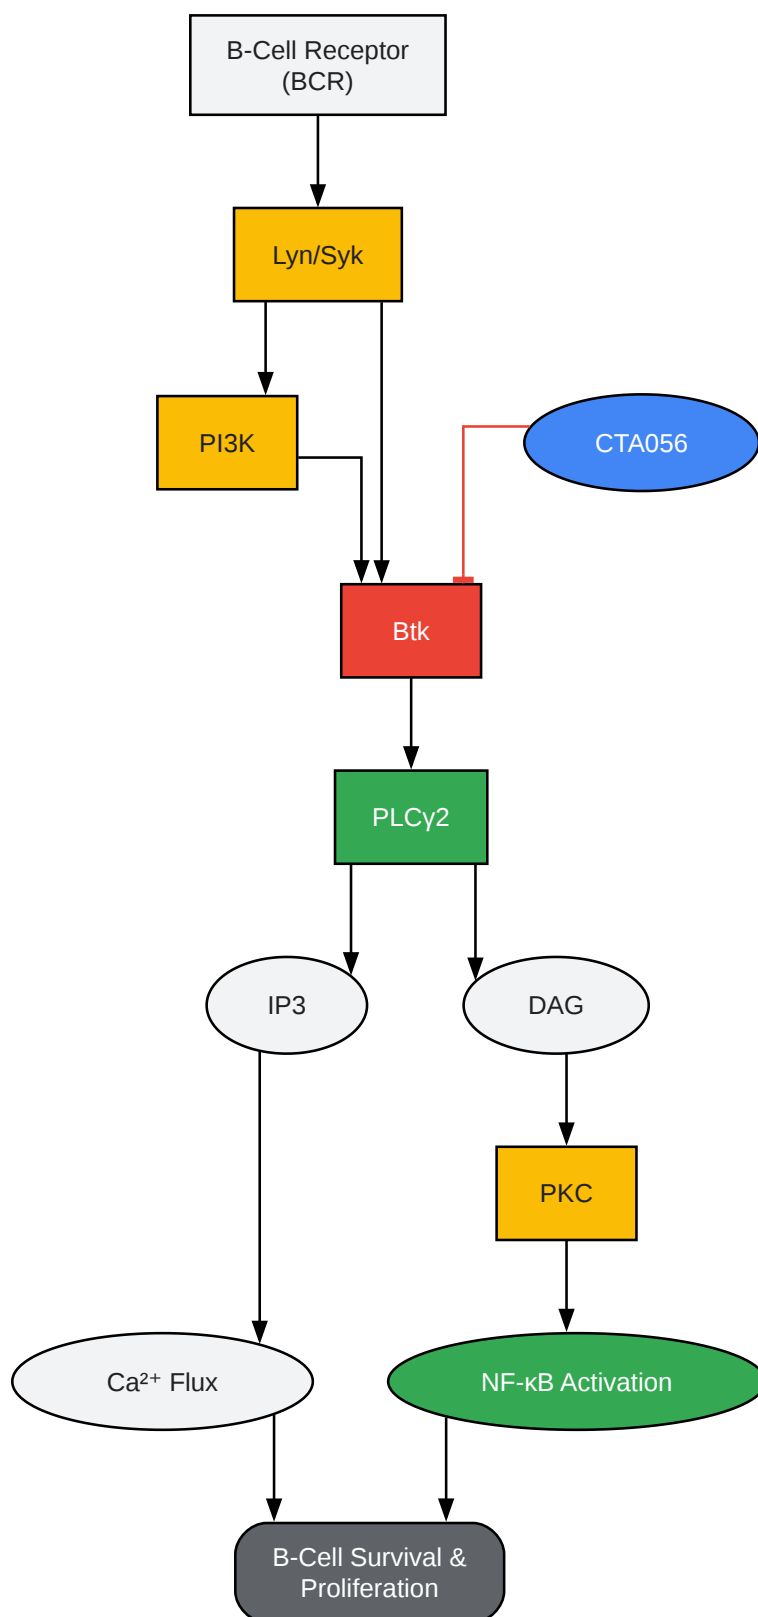 B-Cell Receptor
(BCR)
Lyn/Syk
PI3K
CTA056
Btk
PLCγ2
IP3
DAG
PKC
Ca²⁺ Flux
NF-κB Activation
B-Cell Survival &
Proliferation